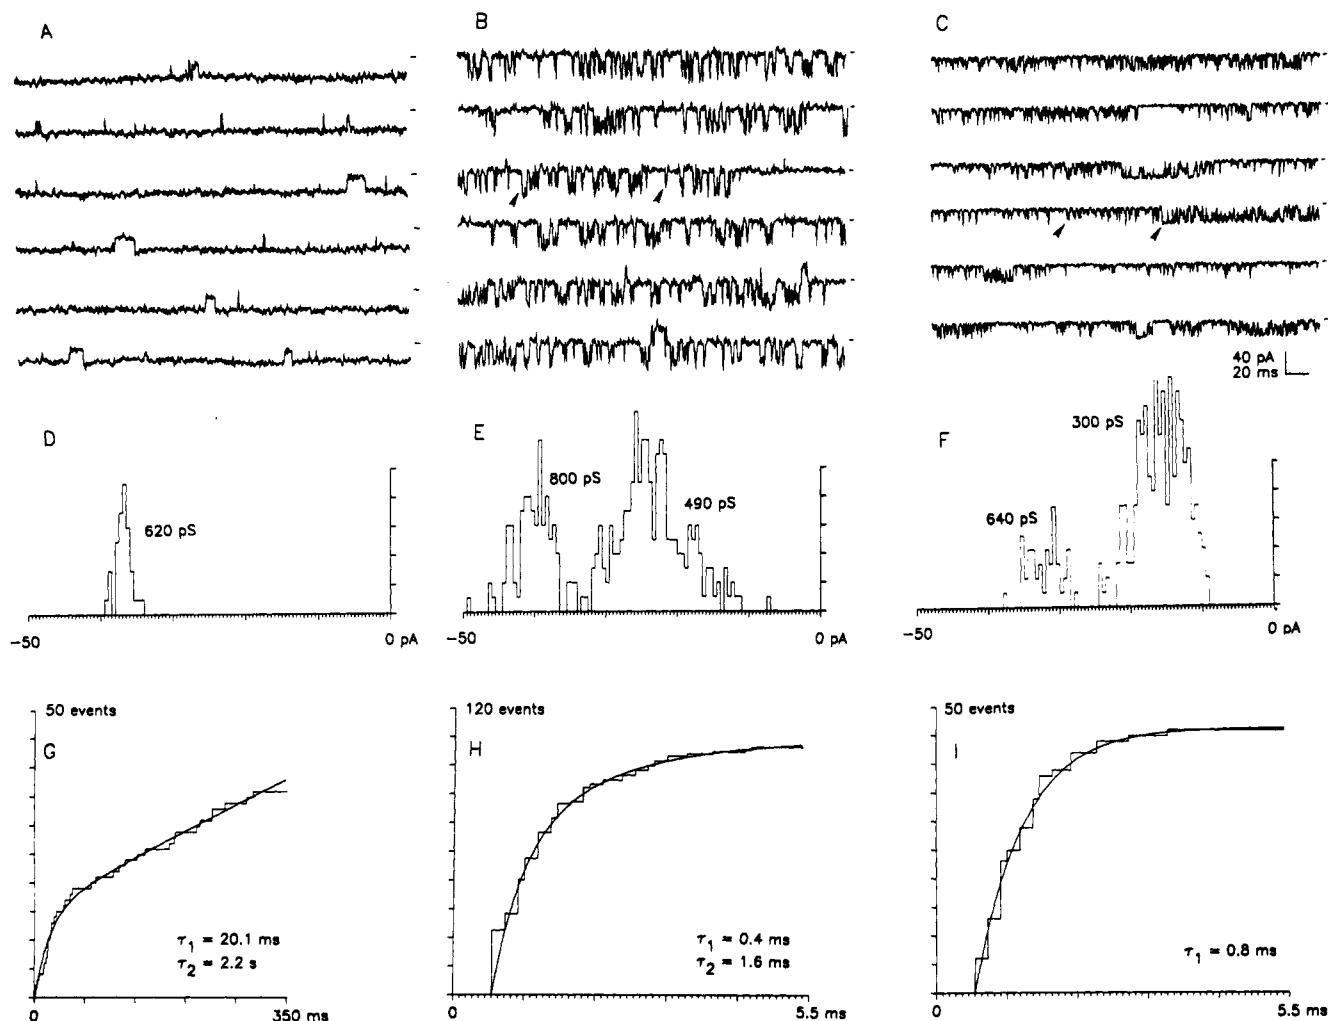 A
B
C
40 pA
20 ms
D
620 pS
-50
0 pA
E
800 pS
490 pS
-50
0 pA
F
300 pS
640 pS
-50
0 pA
50 events
G
τ1 = 20.1 ms
τ2 = 2.2 s
0
350 ms
120 events
H
τ1 = 0.4 ms
τ2 = 1.6 ms
0
5.5 ms
50 events
I
τ1 = 0.8 ms
0
5.5 ms